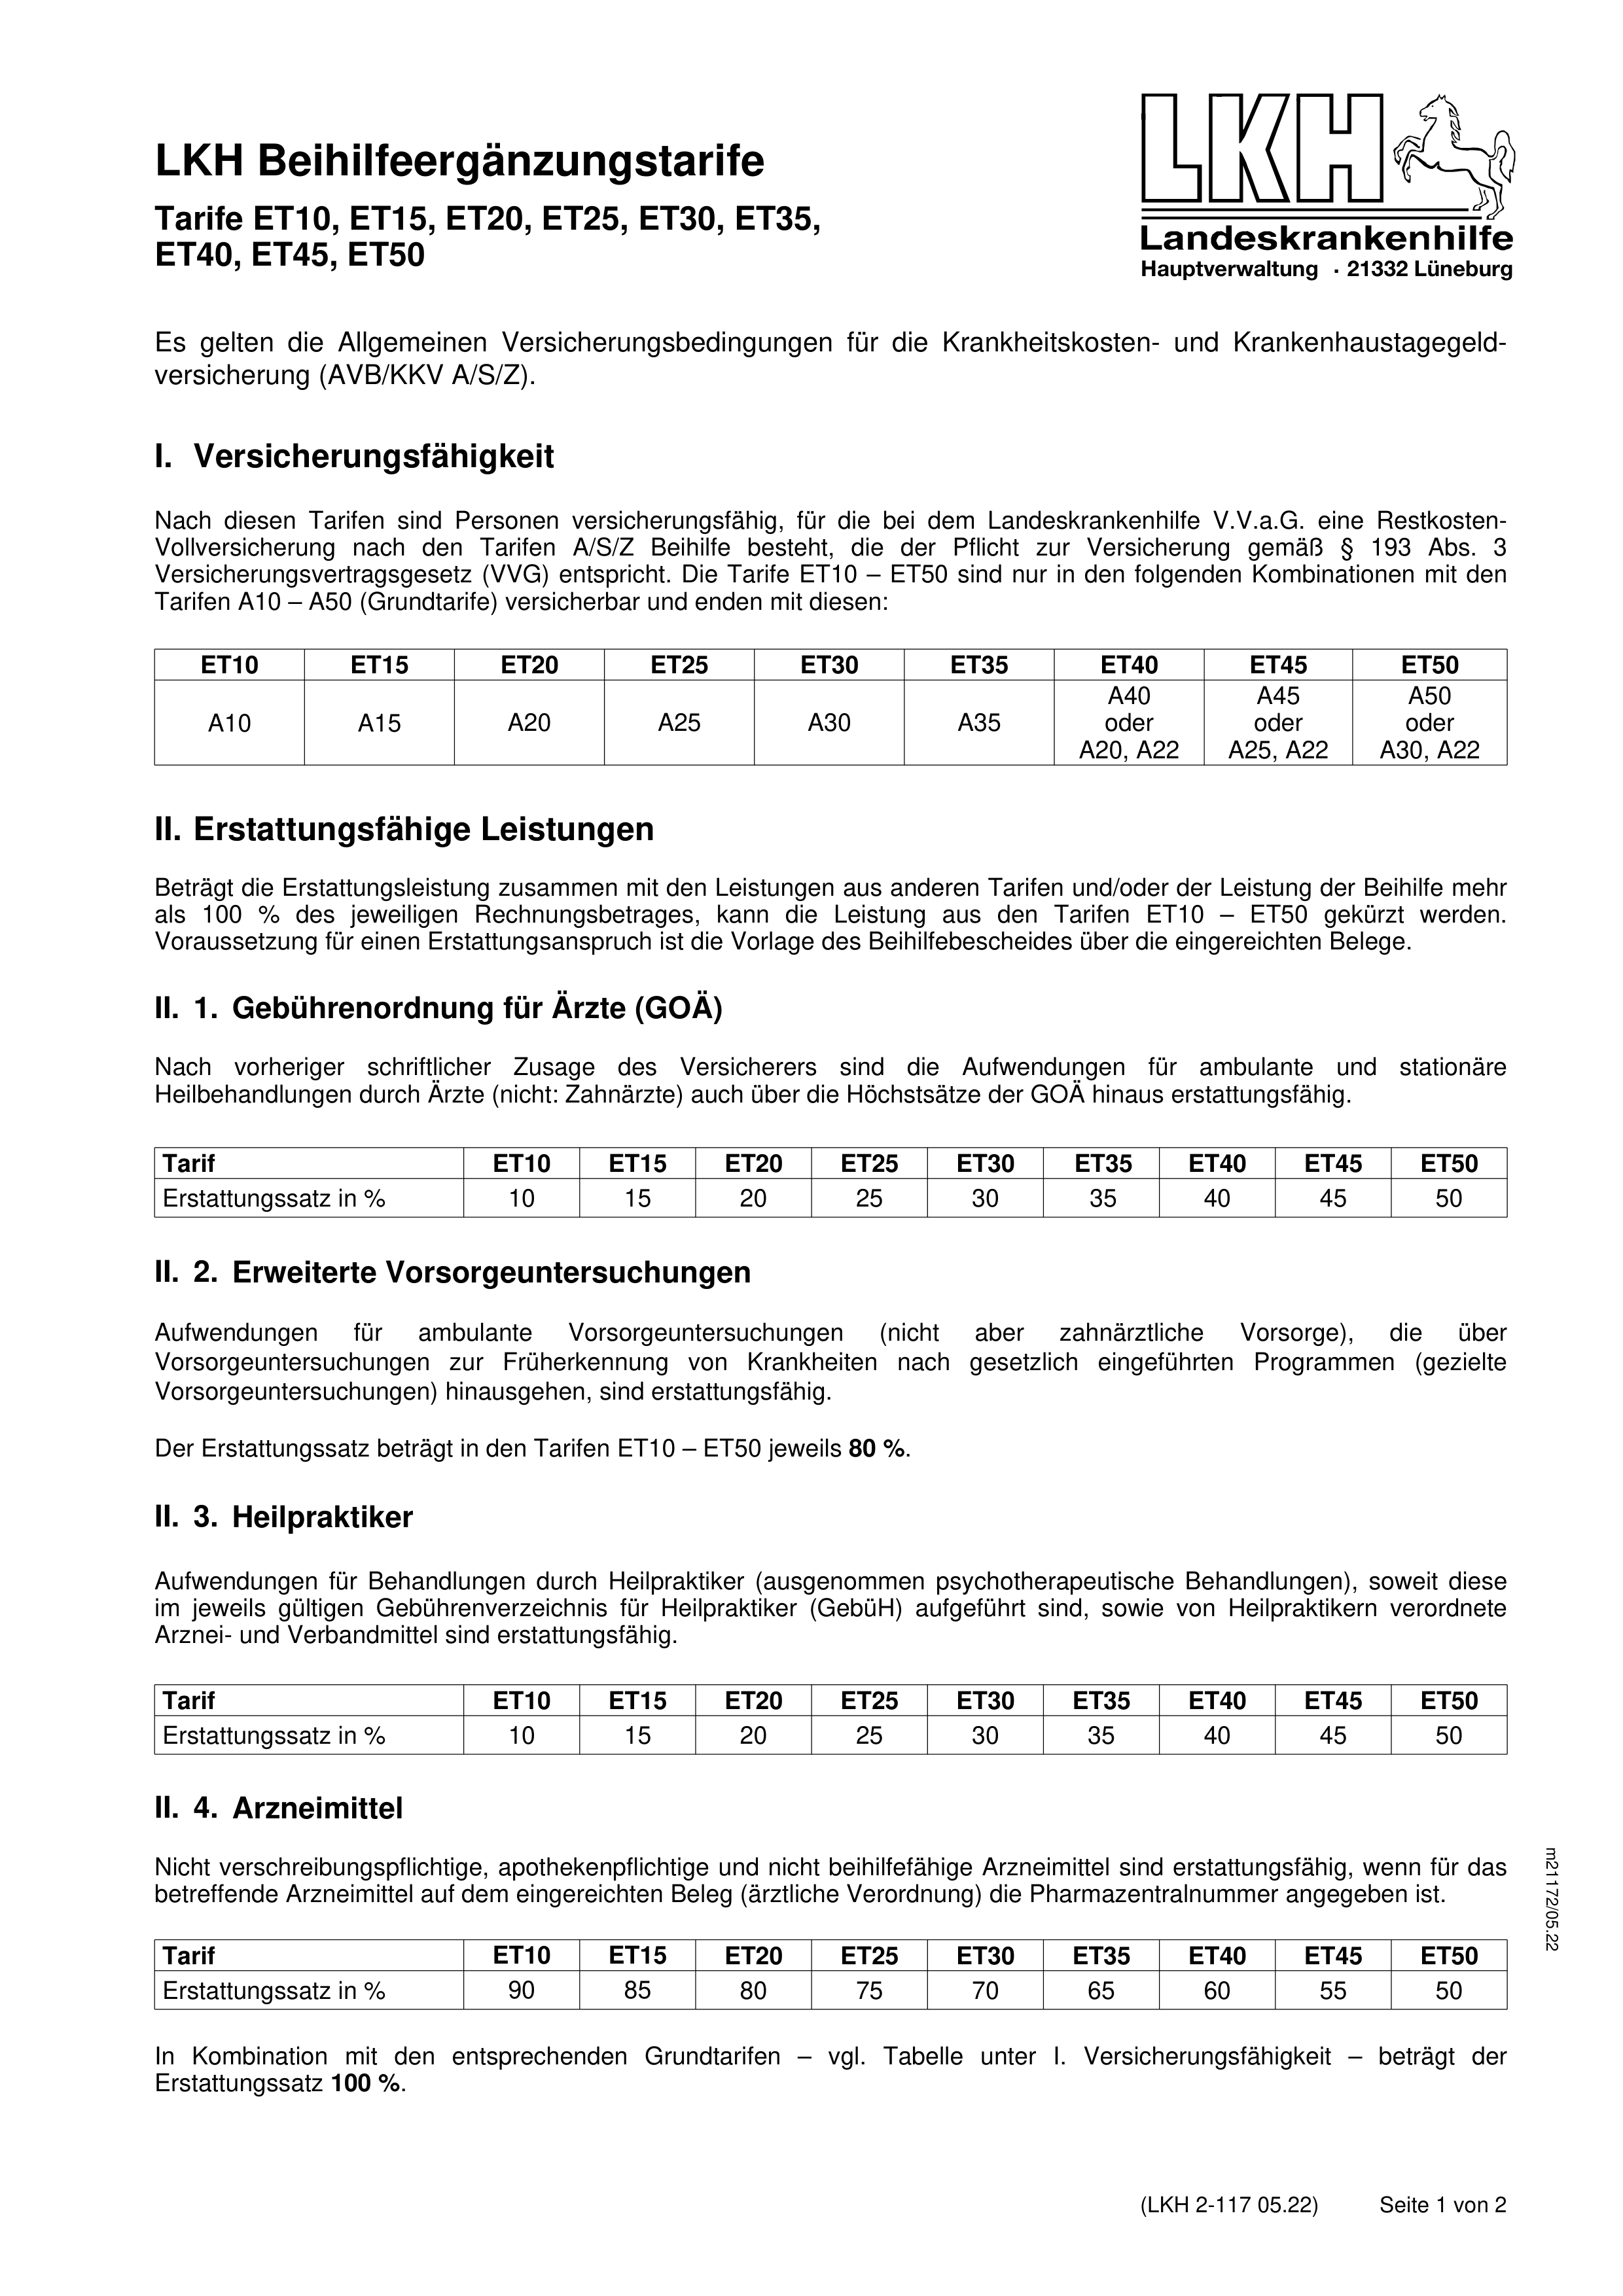 LKH Beihilfeergänzungstarife
Tarife ET10, ET15, ET20, ET25, ET30, ET35,
ET40, ET45, ET50
LKH
Landeskrankenhilfe
Hauptverwaltung · 21332 Lüneburg
Es gelten die Allgemeinen Versicherungsbedingungen für die Krankheitskosten- und Krankenhaustagegeld-
versicherung (AVB/KKV A/S/Z).
I. Versicherungsfähigkeit
Nach diesen Tarifen sind Personen versicherungsfähig, für die bei dem Landeskrankenhilfe V.V.a.G. eine Restkosten-
Vollversicherung nach den Tarifen A/S/Z Beihilfe besteht, die der Pflicht zur Versicherung gemäß § 193 Abs. 3
Versicherungsvertragsgesetz (VVG) entspricht. Die Tarife ET10 – ET50 sind nur in den folgenden Kombinationen mit den
Tarifen A10 – A50 (Grundtarife) versicherbar und enden mit diesen:
ET10 ET15 ET20 ET25 ET30 ET35 ET40 ET45 ET50
A40 A45 A50
A10 A15 A20 A25 A30 A35 oder oder oder
A20, A22 A25, A22 A30, A22
II. Erstattungsfähige Leistungen
Beträgt die Erstattungsleistung zusammen mit den Leistungen aus anderen Tarifen und/oder der Leistung der Beihilfe mehr
als 100 % des jeweiligen Rechnungsbetrages, kann die Leistung aus den Tarifen ET10 – ET50 gekürzt werden.
Voraussetzung für einen Erstattungsanspruch ist die Vorlage des Beihilfebescheides über die eingereichten Belege.
II. 1. Gebührenordnung für Ärzte (GOÄ)
Nach vorheriger schriftlicher Zusage des Versicherers sind die Aufwendungen für ambulante und stationäre
Heilbehandlungen durch Ärzte (nicht: Zahnärzte) auch über die Höchstsätze der GOÄ hinaus erstattungsfähig.
Tarif ET10 ET15 ET20 ET25 ET30 ET35 ET40 ET45 ET50
Erstattungssatz in % 10 15 20 25 30 35 40 45 50
II. 2. Erweiterte Vorsorgeuntersuchungen
Aufwendungen für ambulante Vorsorgeuntersuchungen (nicht aber zahnärztliche Vorsorge), die über
Vorsorgeuntersuchungen zur Früherkennung von Krankheiten nach gesetzlich eingeführten Programmen (gezielte
Vorsorgeuntersuchungen) hinausgehen, sind erstattungsfähig.
Der Erstattungssatz beträgt in den Tarifen ET10 – ET50 jeweils 80 %.
II. 3. Heilpraktiker
Aufwendungen für Behandlungen durch Heilpraktiker (ausgenommen psychotherapeutische Behandlungen), soweit diese
im jeweils gültigen Gebührenverzeichnis für Heilpraktiker (GebüH) aufgeführt sind, sowie von Heilpraktikern verordnete
Arznei- und Verbandmittel sind erstattungsfähig.
Tarif ET10 ET15 ET20 ET25 ET30 ET35 ET40 ET45 ET50
Erstattungssatz in % 10 15 20 25 30 35 40 45 50
II. 4. Arzneimittel
Nicht verschreibungspflichtige, apothekenpflichtige und nicht beihilfefähige Arzneimittel sind erstattungsfähig, wenn für das
betreffende Arzneimittel auf dem eingereichten Beleg (ärztliche Verordnung) die Pharmazentralnummer angegeben ist.
Tarif ET10 ET15 ET20 ET25 ET30 ET35 ET40 ET45 ET50
Erstattungssatz in % 90 85 80 75 70 65 60 55 50
In Kombination mit den entsprechenden Grundtarifen – vgl. Tabelle unter I. Versicherungsfähigkeit – beträgt der
Erstattungssatz 100 %.
m21172/05.22
(LKH 2-117 05.22) Seite 1 von 2